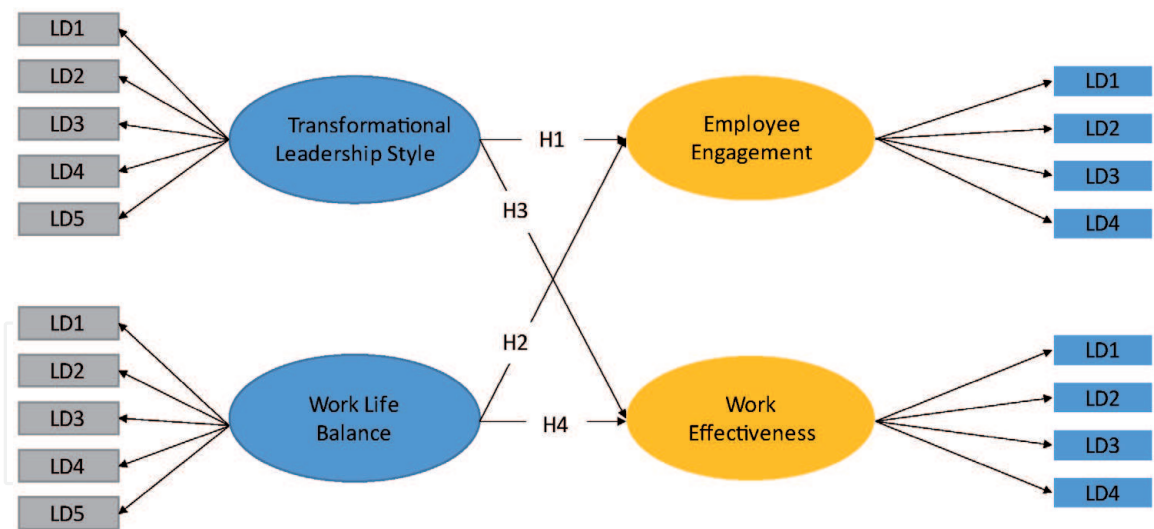 LD1
LD2
LD3
LD4
LD5
Transformational
Leadership Style
H1
H3
Employee
Engagement
LD1
LD2
LD3
LD4
LD1
LD2
LD3
LD4
LD5
Work Life
Balance
H2
H4
Work
Effectiveness
LD1
LD2
LD3
LD4